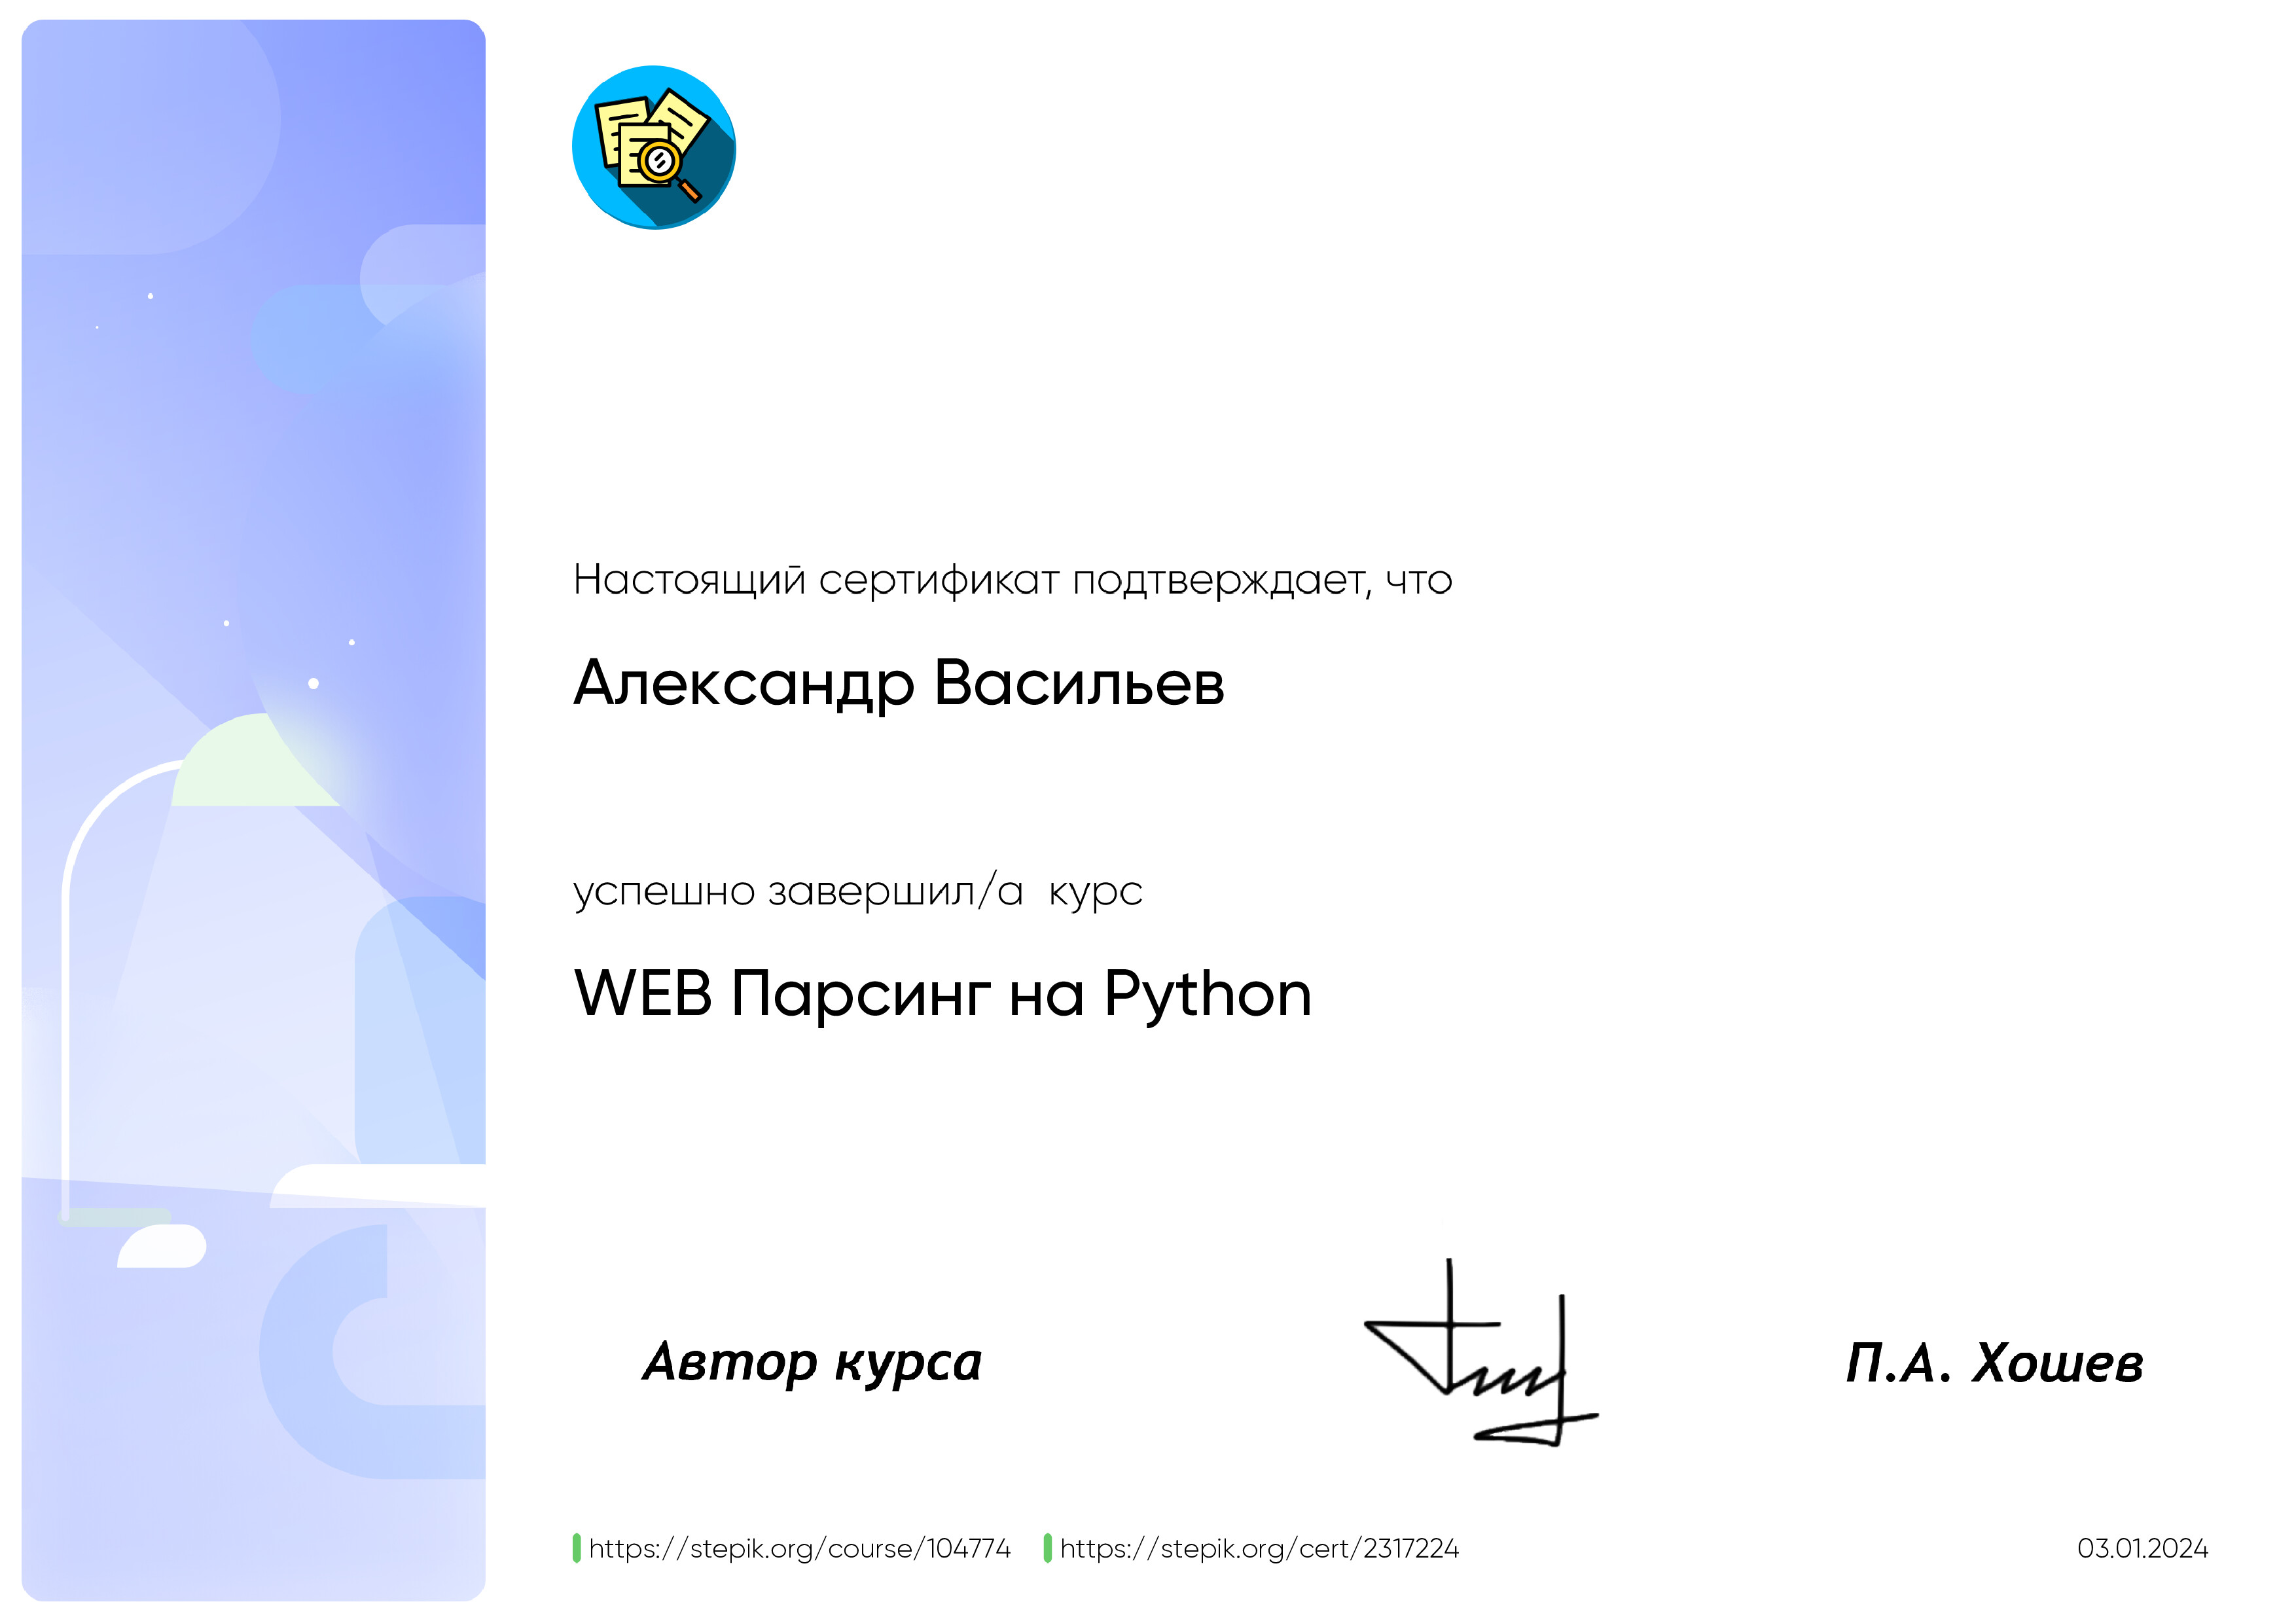 Настоящий сертификат подтверждает, что
Александр Васильев
успешно завершил/а  курс
WEB Парсинг на Python
Автор курса
П.А. Хошев
https://stepik.org/course/104774
https://stepik.org/cert/2317224
03.01.2024